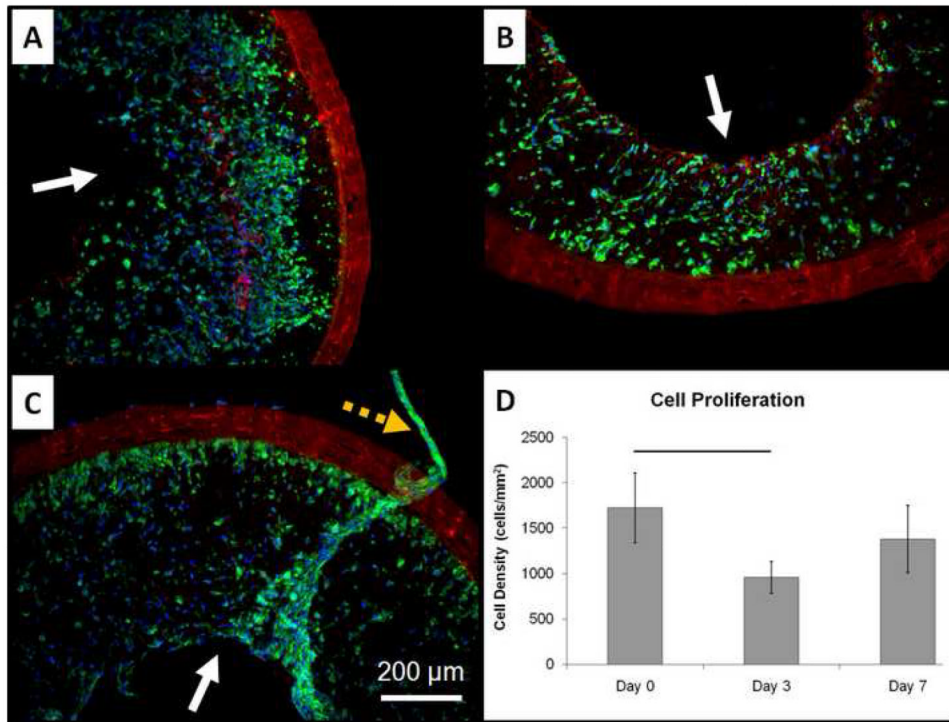 A
B
C
200 µm
D
Cell Proliferation
Cell Density (cells/mm²)
2500
2000
1500
1000
500
0
Day 0
Day 3
Day 7